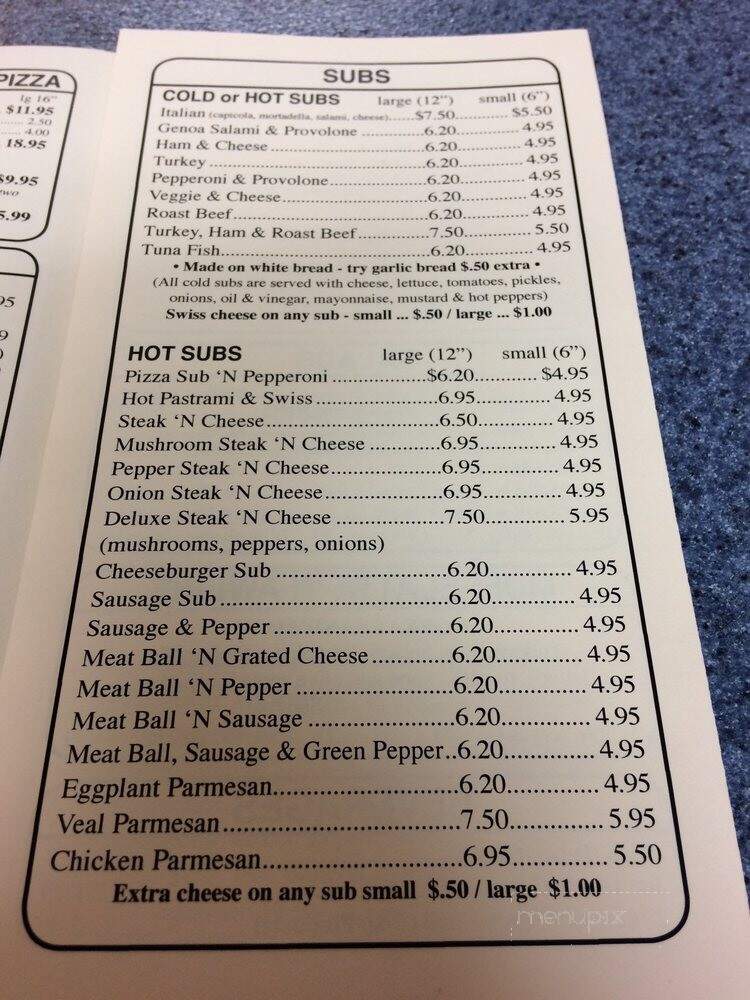 PIZZA
lg 16"
$11.95
2.50
4.00
18.95
$9.95
two
5.99
95
9
SUBS
COLD or HOT SUBS large (12") small (6")
Italian (capicola, mortadella, salami, cheese).....$7.50........... $5.50
Genoa Salami & Provolone ............6.20............ 4.95
Ham & Cheese ..........................6.20............ 4.95
Turkey ......................................6.20............ 4.95
Pepperoni & Provolone.................6.20............ 4.95
Veggie & Cheese.........................6.20............ 4.95
Roast Beef..................................6.20............ 4.95
Turkey, Ham & Roast Beef............7.50............ 5.50
Tuna Fish...................................6.20............ 4.95
• Made on white bread - try garlic bread $.50 extra •
(All cold subs are served with cheese, lettuce, tomatoes, pickles,
onions, oil & vinegar, mayonnaise, mustard & hot peppers)
Swiss cheese on any sub - small ... $.50 / large ... $1.00
HOT SUBS large (12") small (6")
Pizza Sub ‘N Pepperoni ...............$6.20............ $4.95
Hot Pastrami & Swiss ...................6.95............. 4.95
Steak ‘N Cheese...........................6.50............. 4.95
Mushroom Steak ‘N Cheese ...........6.95............. 4.95
Pepper Steak ‘N Cheese.................6.95............. 4.95
Onion Steak ‘N Cheese..................6.95............. 4.95
Deluxe Steak ‘N Cheese ................7.50............. 5.95
(mushrooms, peppers, onions)
Cheeseburger Sub .........................6.20............. 4.95
Sausage Sub .................................6.20............. 4.95
Sausage & Pepper ..........................6.20............. 4.95
Meat Ball ‘N Grated Cheese............6.20............. 4.95
Meat Ball ‘N Pepper .......................6.20............. 4.95
Meat Ball ‘N Sausage .....................6.20............. 4.95
Meat Ball, Sausage & Green Pepper..6.20............. 4.95
Eggplant Parmesan...........................6.20............. 4.95
Veal Parmesan..................................7.50............. 5.95
Chicken Parmesan............................6.95............. 5.50
Extra cheese on any sub small $.50 / large $1.00
menupix